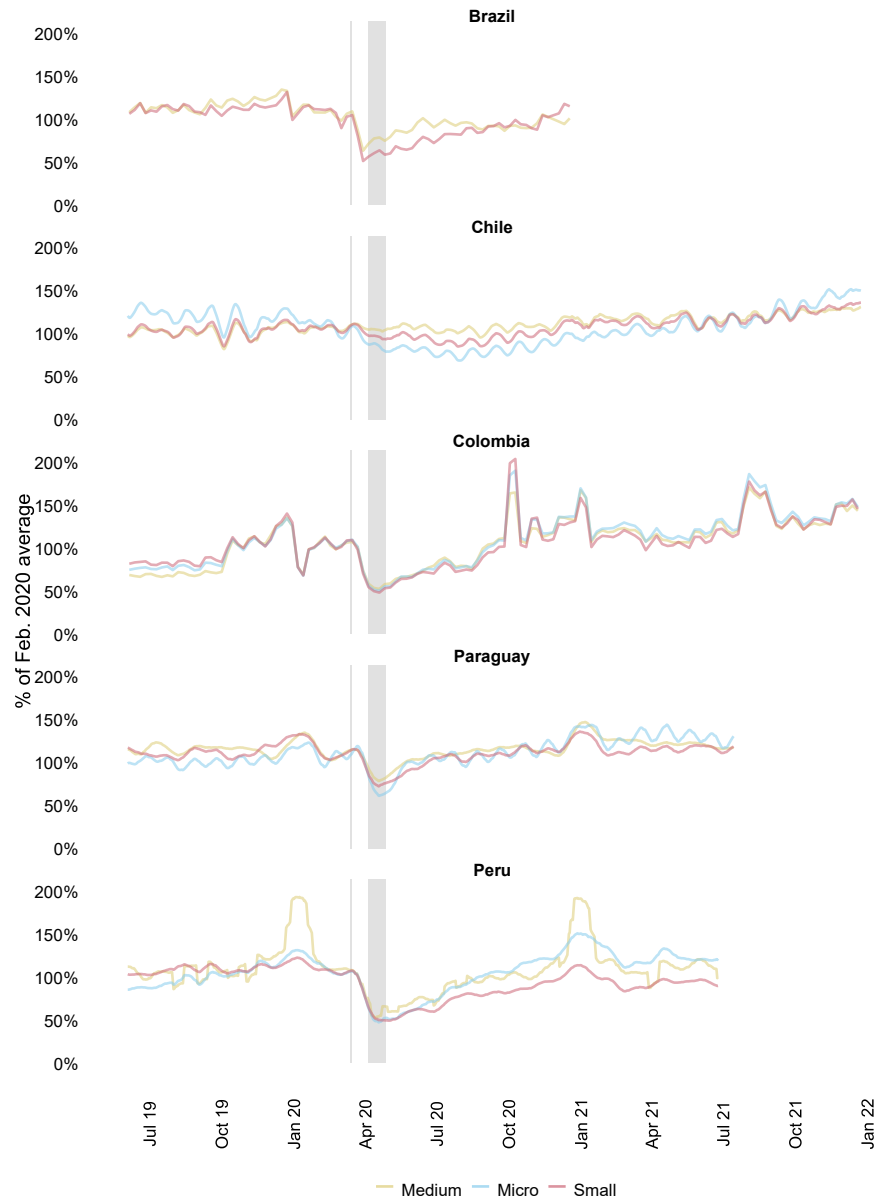 Brazil
200%
150%
100%
50%
0%
Chile
200%
150%
100%
50%
0%
Colombia
200%
150%
100%
50%
0%
% of Feb. 2020 average
Paraguay
200%
150%
100%
50%
0%
Peru
200%
150%
100%
50%
0%
Jul 19
Oct 19
Jan 20
Apr 20
Jul 20
Oct 20
Jan 21
Apr 21
Jul 21
Oct 21
Jan 22
Medium Micro Small